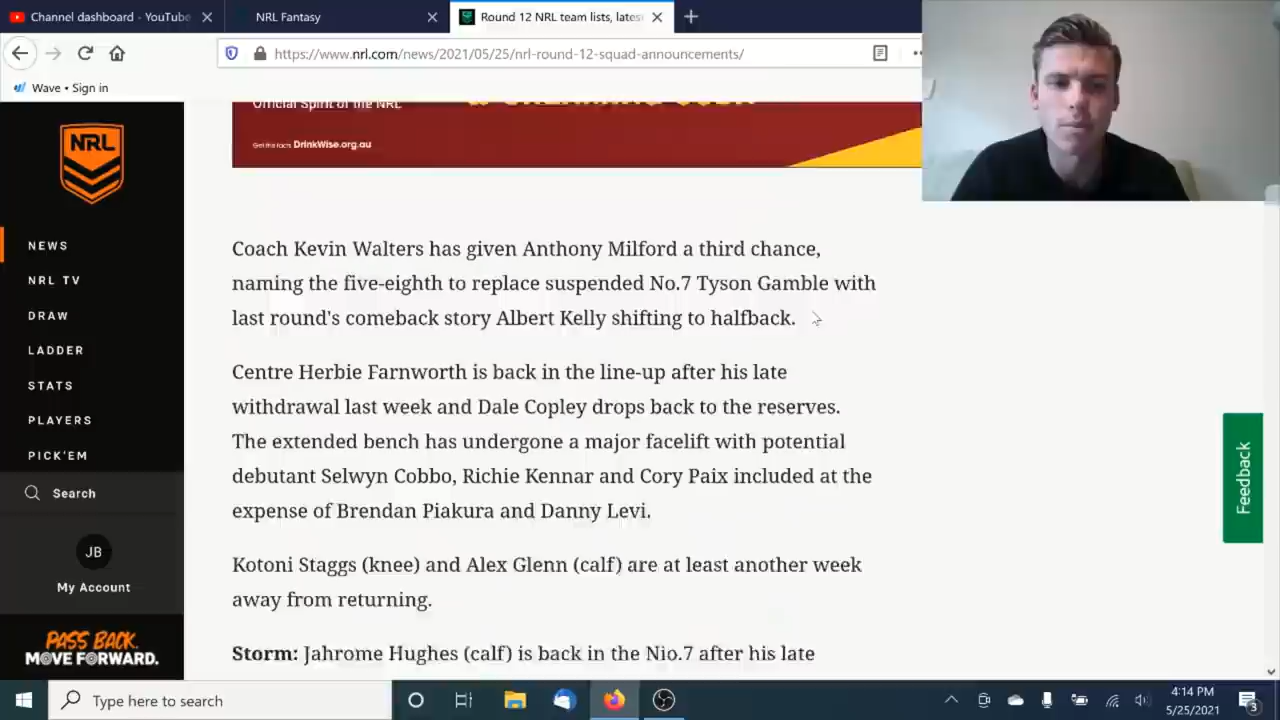 Channel dashboard - YouTube
NRL Fantasy
Round 12 NRL team lists, latest
https://www.nrl.com/news/2021/05/25/nrl-round-12-squad-announcements/
Wave • Sign in
Official Spirit of the NRL
Get the facts DrinkWise.org.au
NRL
NEWS
NRL TV
DRAW
LADDER
STATS
PLAYERS
PICK'EM
Search
JB
My Account
PASS BACK.
MOVE FORWARD.
Coach Kevin Walters has given Anthony Milford a third chance,
naming the five-eighth to replace suspended No.7 Tyson Gamble with
last round's comeback story Albert Kelly shifting to halfback.
Centre Herbie Farnworth is back in the line-up after his late
withdrawal last week and Dale Copley drops back to the reserves.
The extended bench has undergone a major facelift with potential
debutant Selwyn Cobbo, Richie Kennar and Cory Paix included at the
expense of Brendan Piakura and Danny Levi.
Kotoni Staggs (knee) and Alex Glenn (calf) are at least another week
away from returning.
Storm: Jahrome Hughes (calf) is back in the Nio.7 after his late
Feedback
Type here to search
4:14 PM
5/25/2021
3